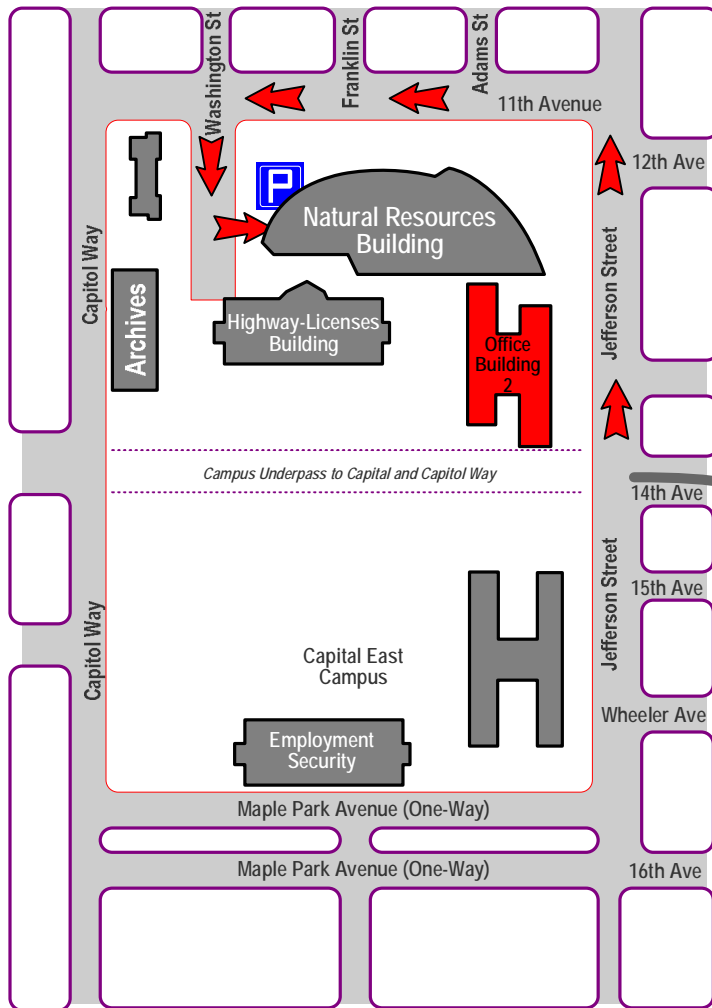 Washington St
Franklin St
Adams St
11th Avenue
12th Ave
P
Natural Resources
Building
Capitol Way
Jefferson Street
Archives
Highway-Licenses
Building
Office
Building
2
Campus Underpass to Capital and Capitol Way
14th Ave
Jefferson Street
15th Ave
Capitol Way
Capital East
Campus
Wheeler Ave
Employment
Security
Maple Park Avenue (One-Way)
Maple Park Avenue (One-Way)
16th Ave